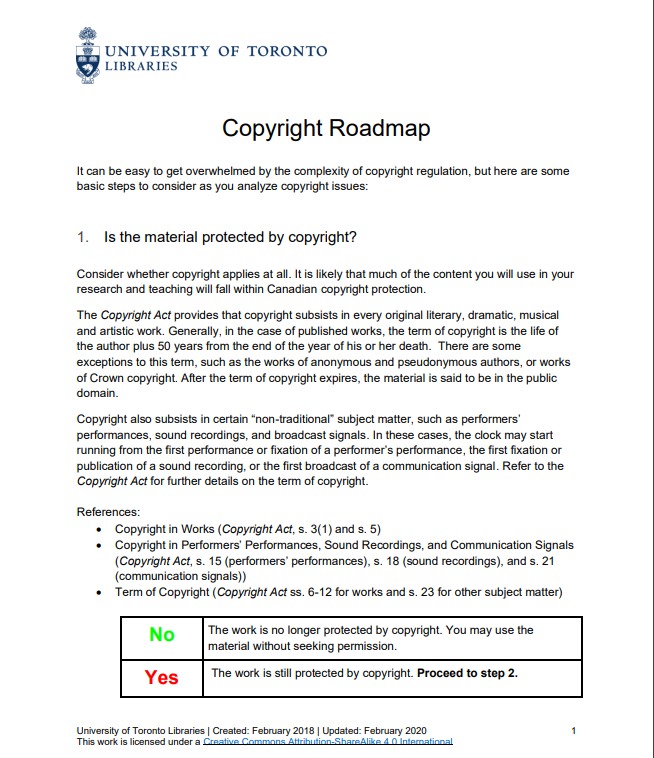 UNIVERSITY OF TORONTO
LIBRARIES
Copyright Roadmap
It can be easy to get overwhelmed by the complexity of copyright regulation, but here are some
basic steps to consider as you analyze copyright issues:
1. Is the material protected by copyright?
Consider whether copyright applies at all. It is likely that much of the content you will use in your
research and teaching will fall within Canadian copyright protection.
The Copyright Act provides that copyright subsists in every original literary, dramatic, musical
and artistic work. Generally, in the case of published works, the term of copyright is the life of
the author plus 50 years from the end of the year of his or her death. There are some
exceptions to this term, such as the works of anonymous and pseudonymous authors, or works
of Crown copyright. After the term of copyright expires, the material is said to be in the public
domain.
Copyright also subsists in certain “non-traditional” subject matter, such as performers’
performances, sound recordings, and broadcast signals. In these cases, the clock may start
running from the first performance or fixation of a performer’s performance, the first fixation or
publication of a sound recording, or the first broadcast of a communication signal. Refer to the
Copyright Act for further details on the term of copyright.
References:
• Copyright in Works (Copyright Act, s. 3(1) and s. 5)
• Copyright in Performers’ Performances, Sound Recordings, and Communication Signals
(Copyright Act, s. 15 (performers’ performances), s. 18 (sound recordings), and s. 21
(communication signals))
• Term of Copyright (Copyright Act ss. 6-12 for works and s. 23 for other subject matter)
No
The work is no longer protected by copyright. You may use the
material without seeking permission.
Yes
The work is still protected by copyright. Proceed to step 2.
University of Toronto Libraries | Created: February 2018 | Updated: February 2020 1
This work is licensed under a Creative Commons Attribution-ShareAlike 4.0 International